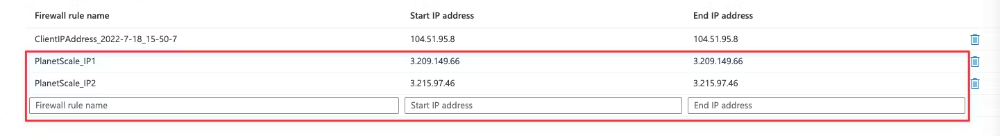 Firewall rule name Start IP address End IP address
ClientIPAddress_2022-7-18_15-50-7 104.51.95.8 104.51.95.8
PlanetScale_IP1 3.209.149.66 3.209.149.66
PlanetScale_IP2 3.215.97.46 3.215.97.46
Firewall rule name Start IP address End IP address